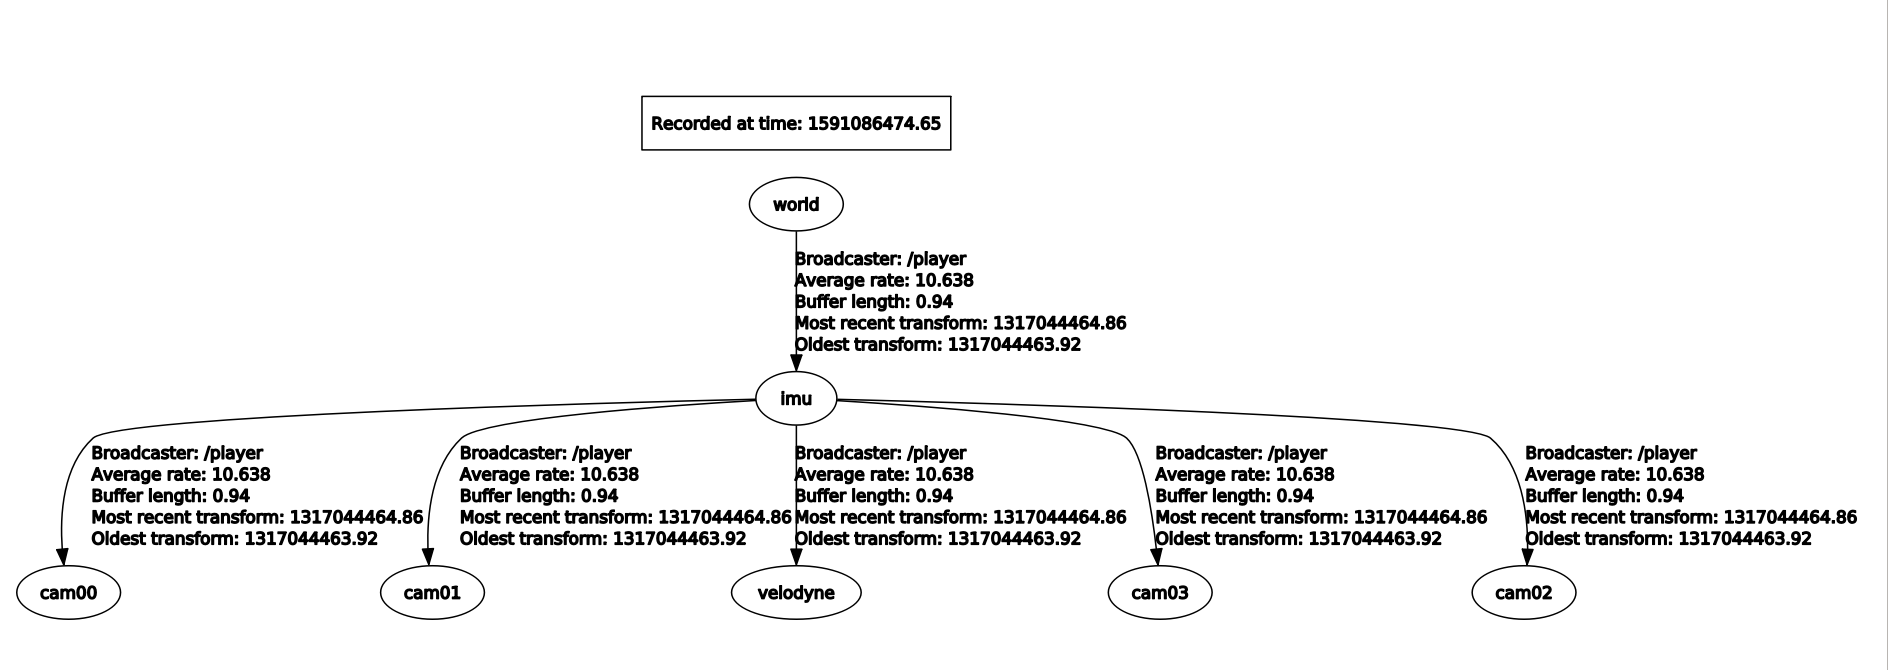 Recorded at time: 1591086474.65
world
Broadcaster: /player
Average rate: 10.638
Buffer length: 0.94
Most recent transform: 1317044464.86
Oldest transform: 1317044463.92
imu
Broadcaster: /player
Average rate: 10.638
Buffer length: 0.94
Most recent transform: 1317044464.86
Oldest transform: 1317044463.92
Broadcaster: /player
Average rate: 10.638
Buffer length: 0.94
Most recent transform: 1317044464.86
Oldest transform: 1317044463.92
Broadcaster: /player
Average rate: 10.638
Buffer length: 0.94
Most recent transform: 1317044464.86
Oldest transform: 1317044463.92
Broadcaster: /player
Average rate: 10.638
Buffer length: 0.94
Most recent transform: 1317044464.86
Oldest transform: 1317044463.92
Broadcaster: /player
Average rate: 10.638
Buffer length: 0.94
Most recent transform: 1317044464.86
Oldest transform: 1317044463.92
cam00
cam01
velodyne
cam03
cam02